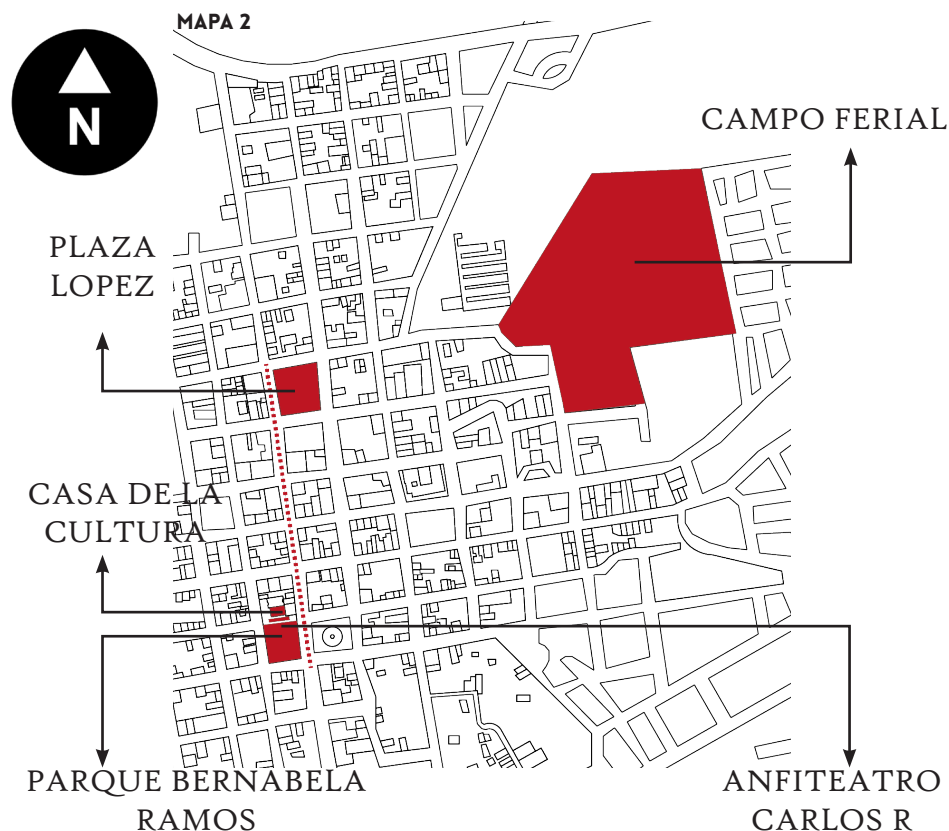 MAPA 2
N
CAMPO FERIAL
PLAZA
LOPEZ
CASA DE LA
CULTURA
PARQUE BERNABELA
RAMOS
ANFITEATRO
CARLOS R